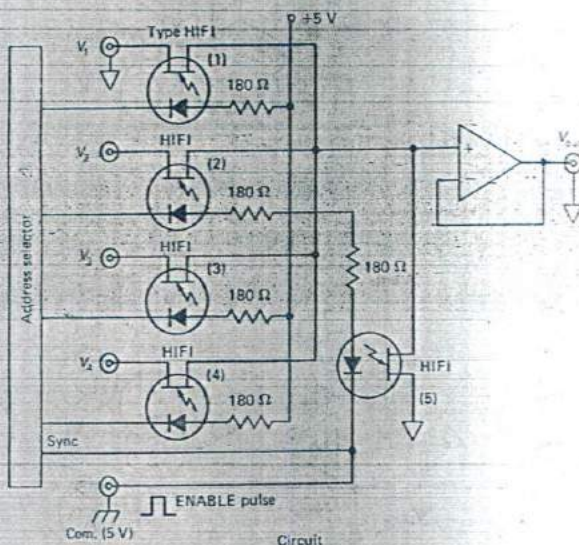 +5 V
Type HIFI
V₁
(1)
180 Ω
HIFI
V₂
(2)
180 Ω
HIFI
V₃
(3)
180 Ω
180 Ω
HIFI
V₄
(4)
180 Ω
HIFI
(5)
+
−
Address selector
Sync
ENABLE pulse
Com. (5 V)
Circuit